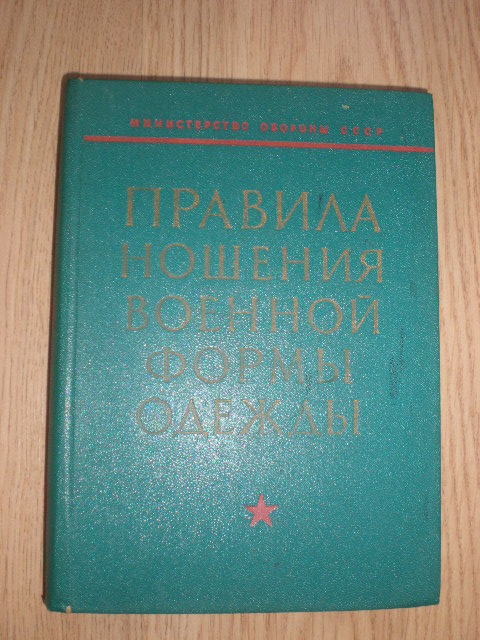 МИНИСТЕРСТВО ОБОРОНЫ СССР
ПРАВИЛА
НОШЕНИЯ
ВОЕННОЙ
ФОРМЫ
ОДЕЖДЫ